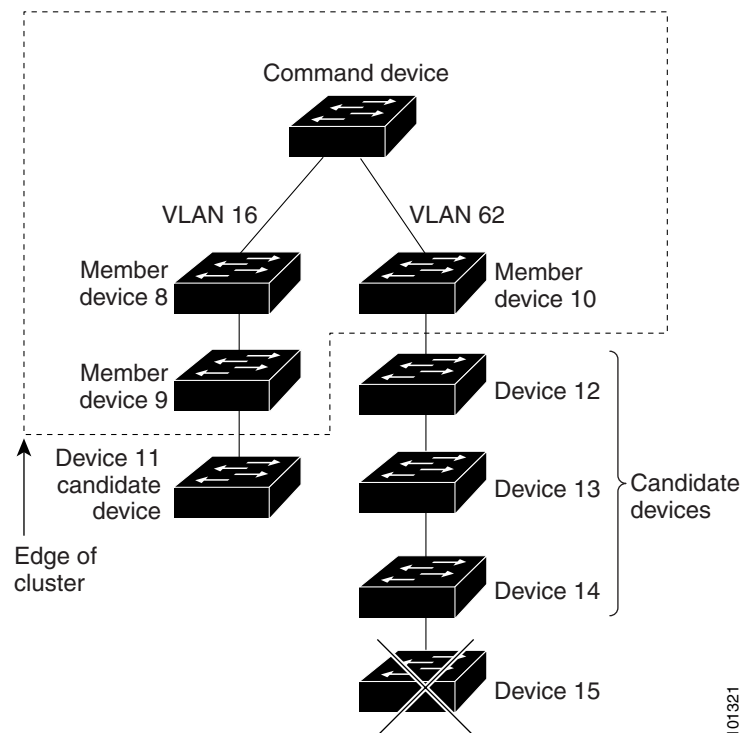 Command device
VLAN 16
VLAN 62
Member
device 8
Member
device 10
Member
device 9
Device 12
Device 11
candidate
device
Device 13
Candidate
devices
Edge of
cluster
Device 14
Device 15
101321